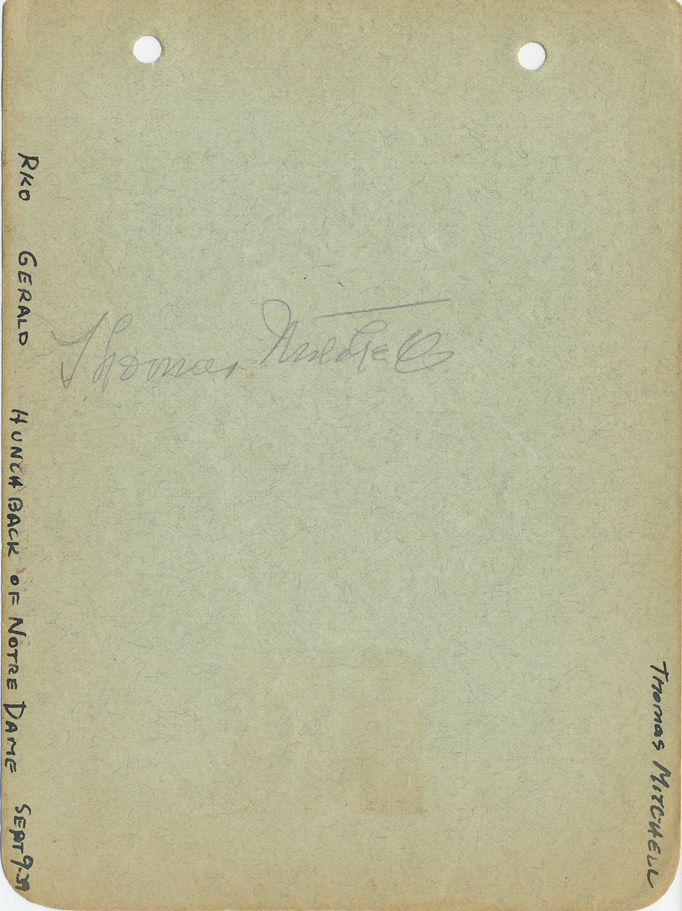 Thomas Mitchell
RKO GERALD HUNCHBACK OF NOTRE DAME SEPT 9-39
THOMAS MITCHELL